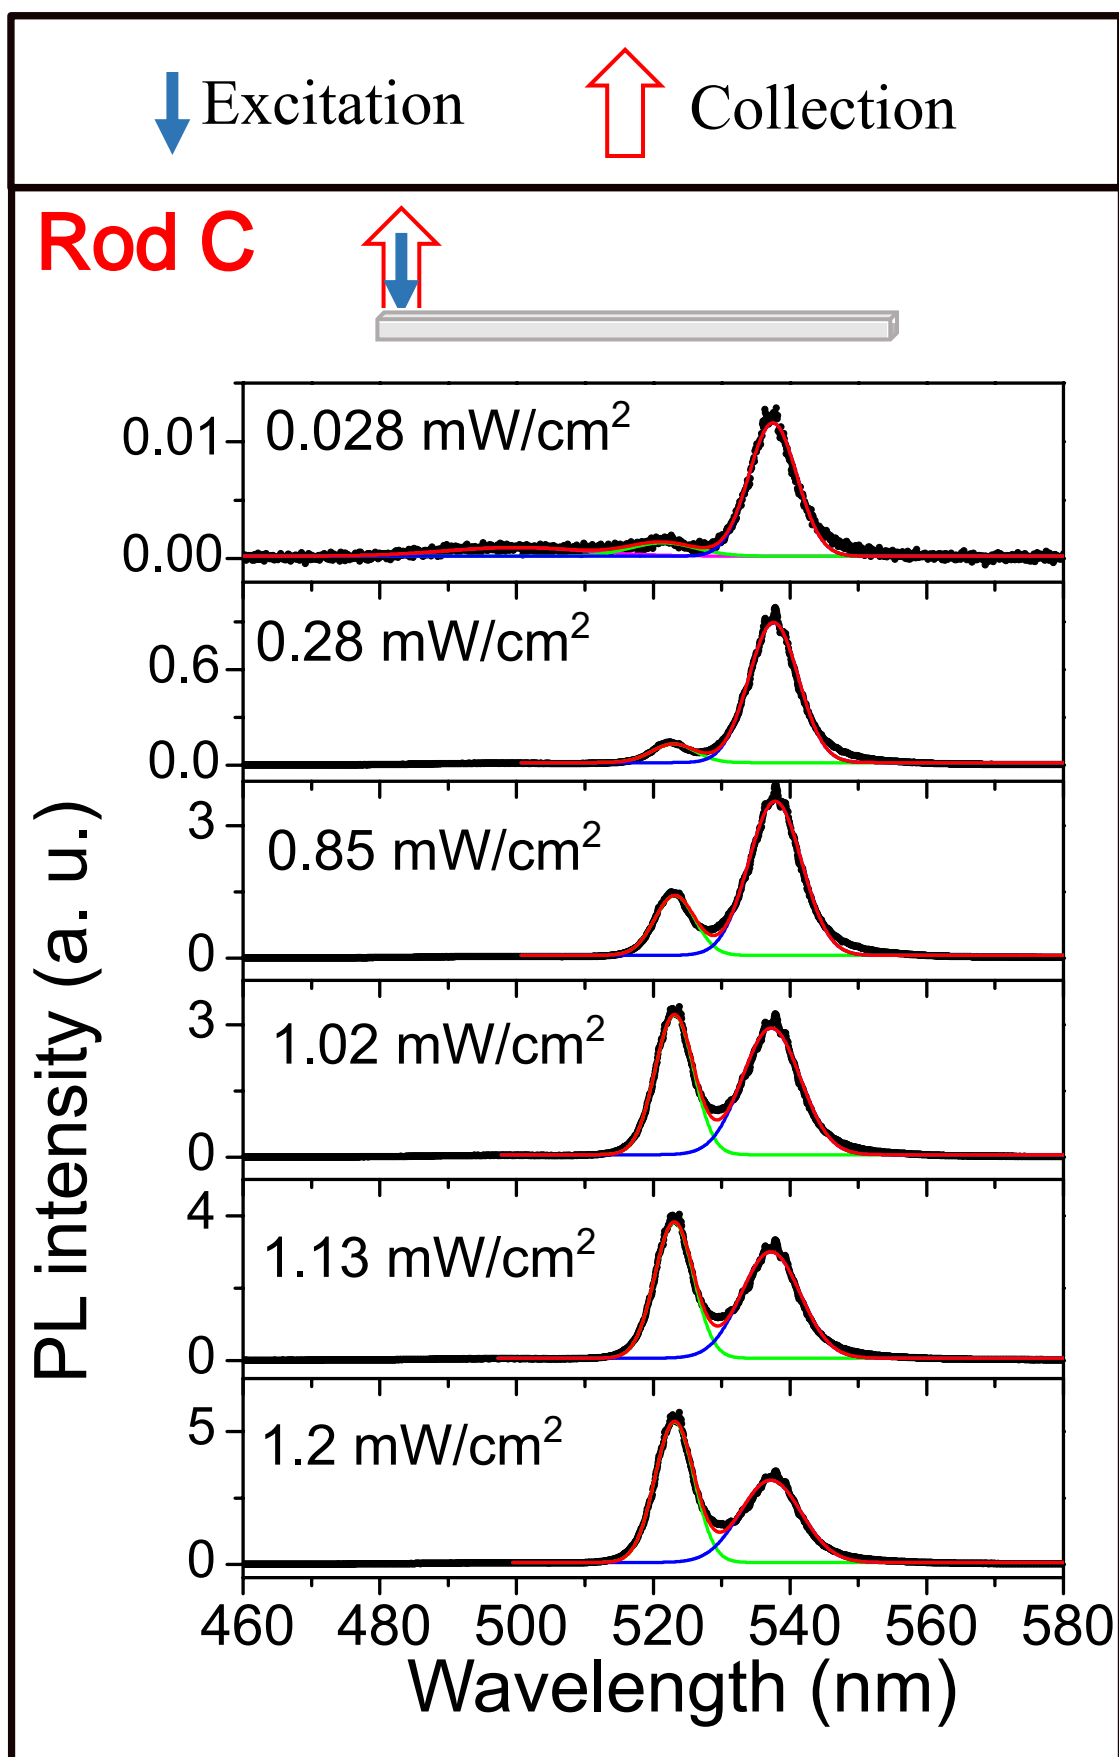 Excitation Collection
Rod C
0.028 mW/cm²
0.01
0.00
0.28 mW/cm²
0.6
0.0
0.85 mW/cm²
3
0
1.02 mW/cm²
3
0
1.13 mW/cm²
4
0
1.2 mW/cm²
5
0
PL intensity (a. u.)
460 480 500 520 540 560 580
Wavelength (nm)